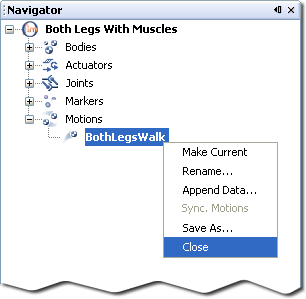 Navigator
Both Legs With Muscles
Bodies
Actuators
Joints
Markers
Motions
BothLegsWalk
Make Current
Rename...
Append Data...
Sync. Motions
Save As...
Close